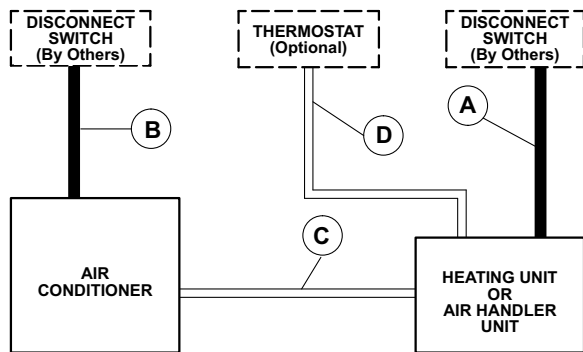 DISCONNECT
SWITCH
(By Others)
THERMOSTAT
(Optional)
DISCONNECT
SWITCH
(By Others)
B
D
A
C
AIR
CONDITIONER
HEATING UNIT
OR
AIR HANDLER
UNIT